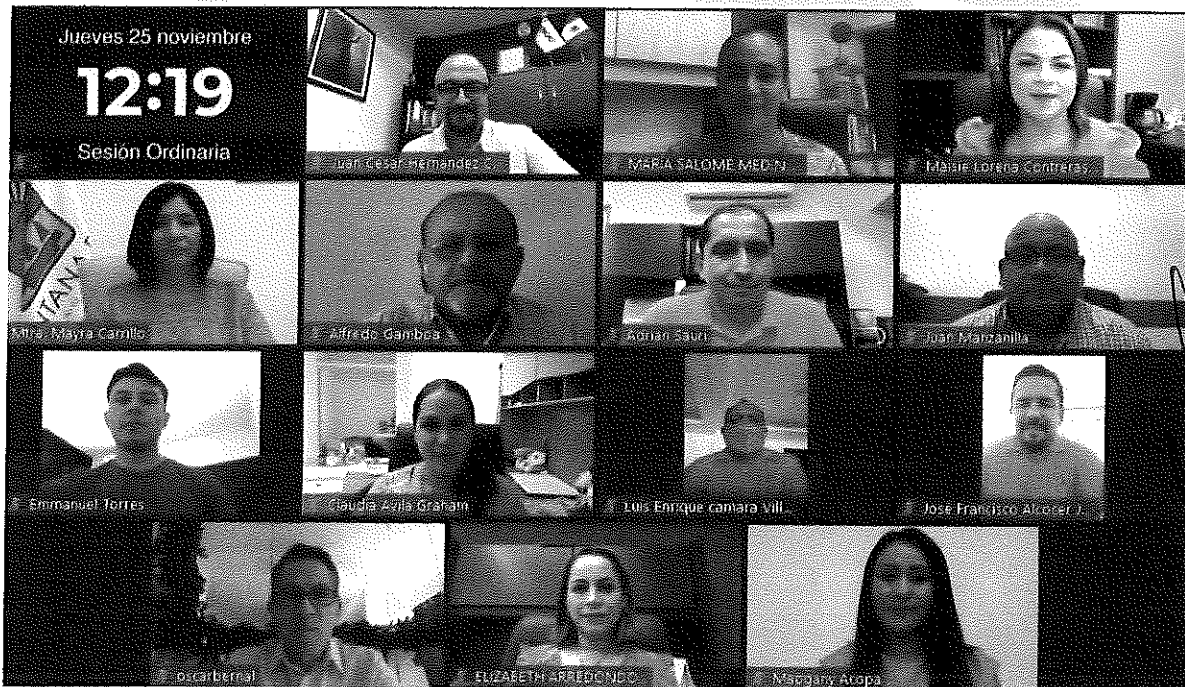 Jueves 25 noviembre
12:19
Sesión Ordinaria
Juan Cesar Hernandez C
MARIA SALOME MEDIN
Maisie Lorena Contreras
ITANA
Mtra. Mayra Carrillo
Alfredo Gamboa
Adrian Sauri
Juan Manzanilla
Emmanuel Torres
Claudia Avila Graham
Luis Enrique camara Vill...
José Francisco Alcocer J...
oscarbernal
ELIZABETH ARREDONDO
Acopa